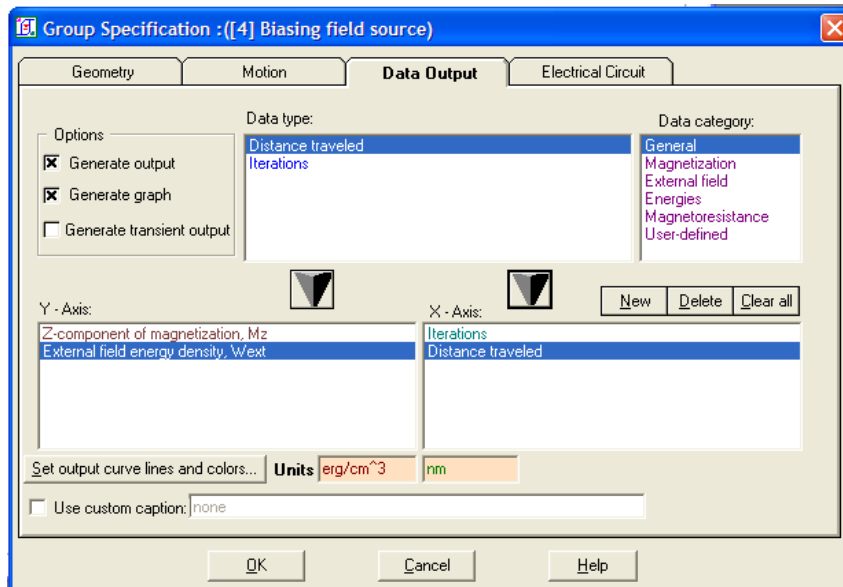 Group Specification :([4] Biasing field source)
Geometry
Motion
Data Output
Electrical Circuit
Options
Generate output
Generate graph
Generate transient output
Data type:
Distance traveled
Iterations
Data category:
General
Magnetization
External field
Energies
Magnetoresistance
User-defined
Y - Axis:
Z-component of magnetization, Mz
External field energy density, Wext
X - Axis:
Iterations
Distance traveled
New
Delete
Clear all
Set output curve lines and colors...
Units
erg/cm^3
nm
Use custom caption:
none
OK
Cancel
Help